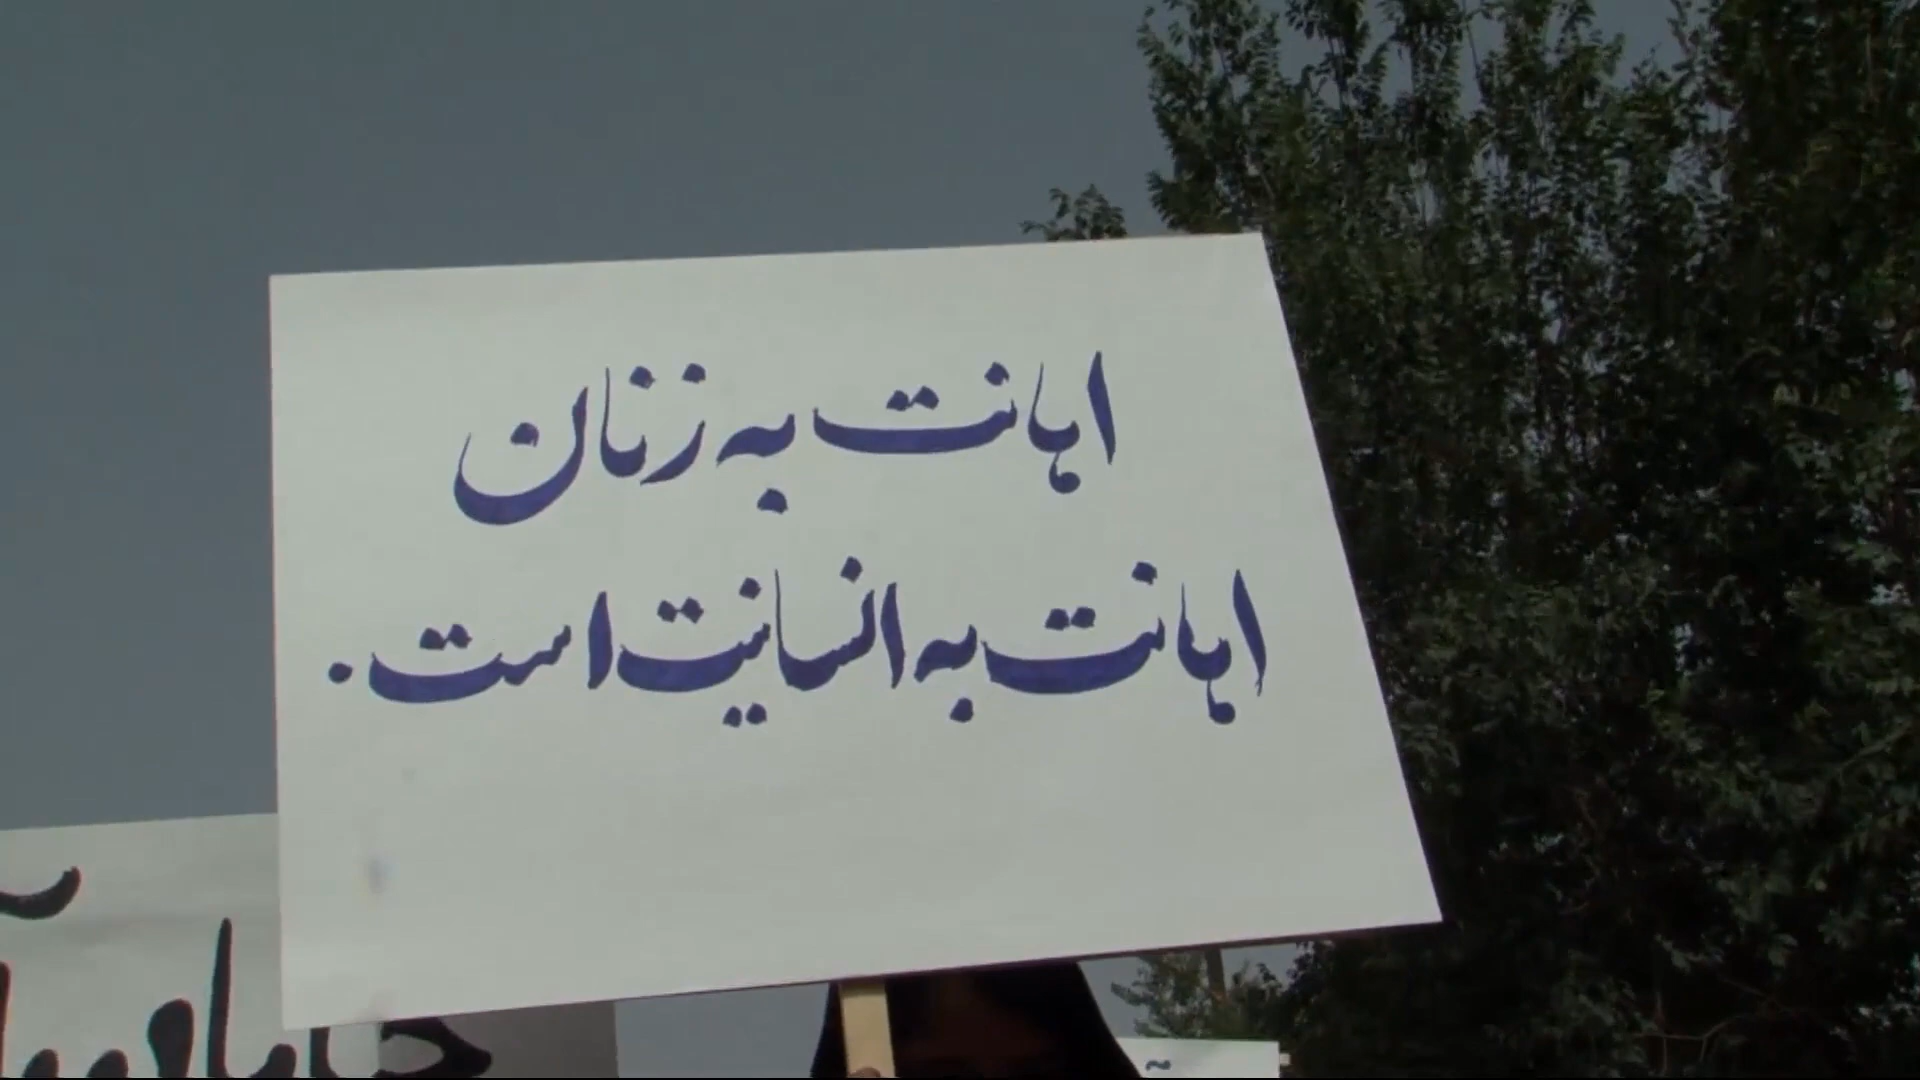 اهانت به زنان
اهانت به انسانیت است.